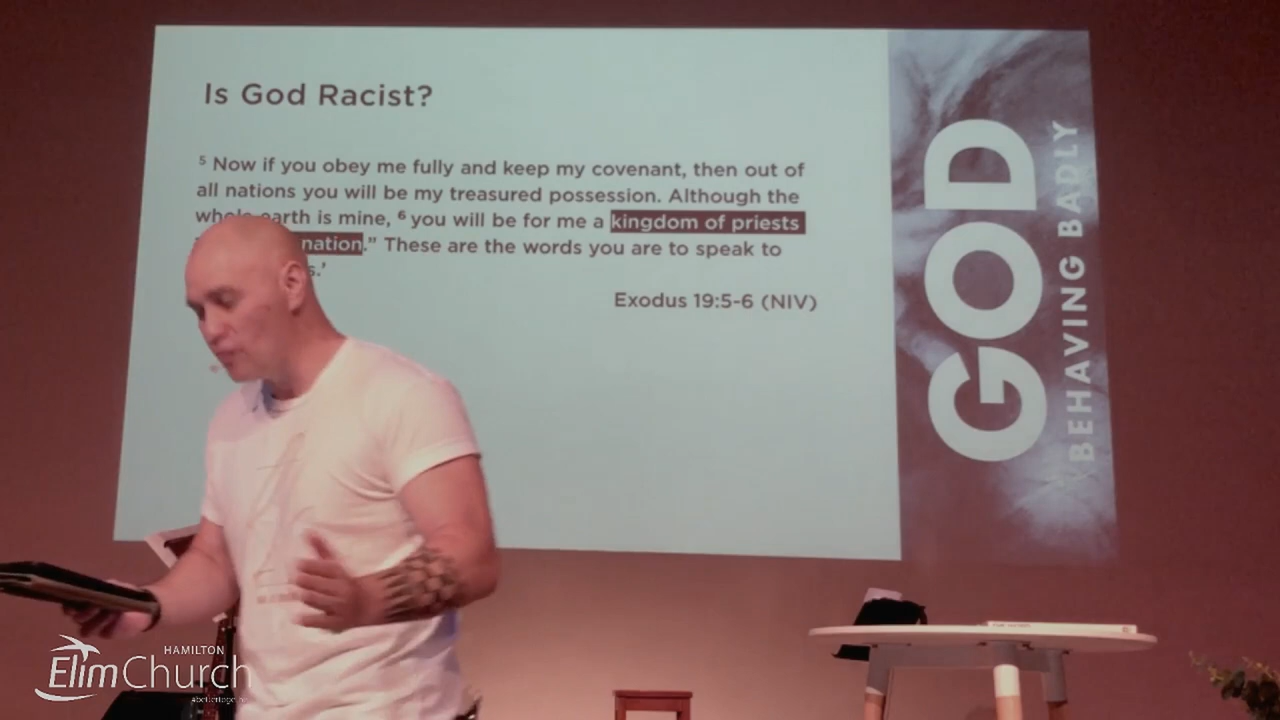 Is God Racist?
5 Now if you obey me fully and keep my covenant, then out of
all nations you will be my treasured possession. Although the
whole earth is mine, 6 you will be for me a kingdom of priests
nation.” These are the words you are to speak to
s.’
Exodus 19:5-6 (NIV)
GOD
BEHAVING BADLY
HAMILTON
Elim Church